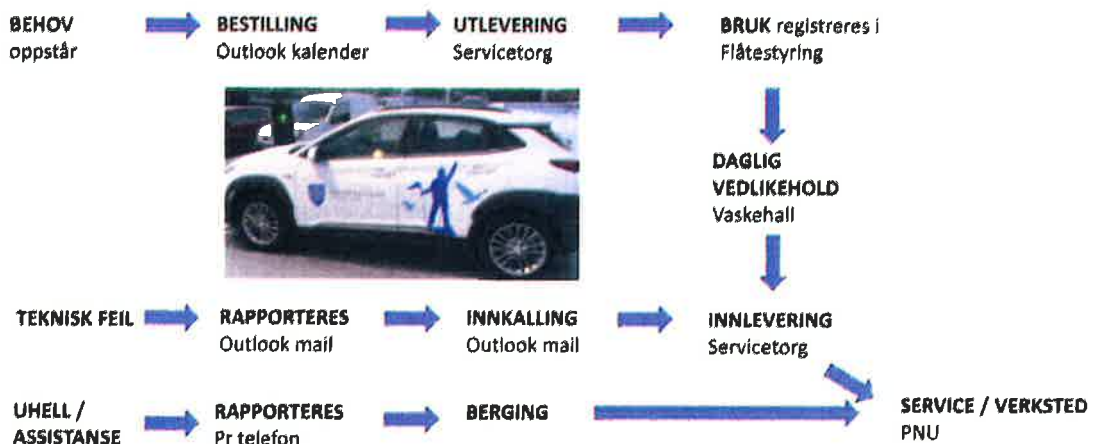 BEHOV
oppstår
BESTILLING
Outlook kalender
UTLEVERING
Servicetorg
BRUK registreres i
Flåtestyring
DAGLIG
VEDLIKEHOLD
Vaskehall
TEKNISK FEIL
RAPPORTERES
Outlook mail
INNKALLING
Outlook mail
INNLEVERING
Servicetorg
UHELL /
ASSISTANSE
RAPPORTERES
Pr telefon
BERGING
SERVICE / VERKSTED
PNU